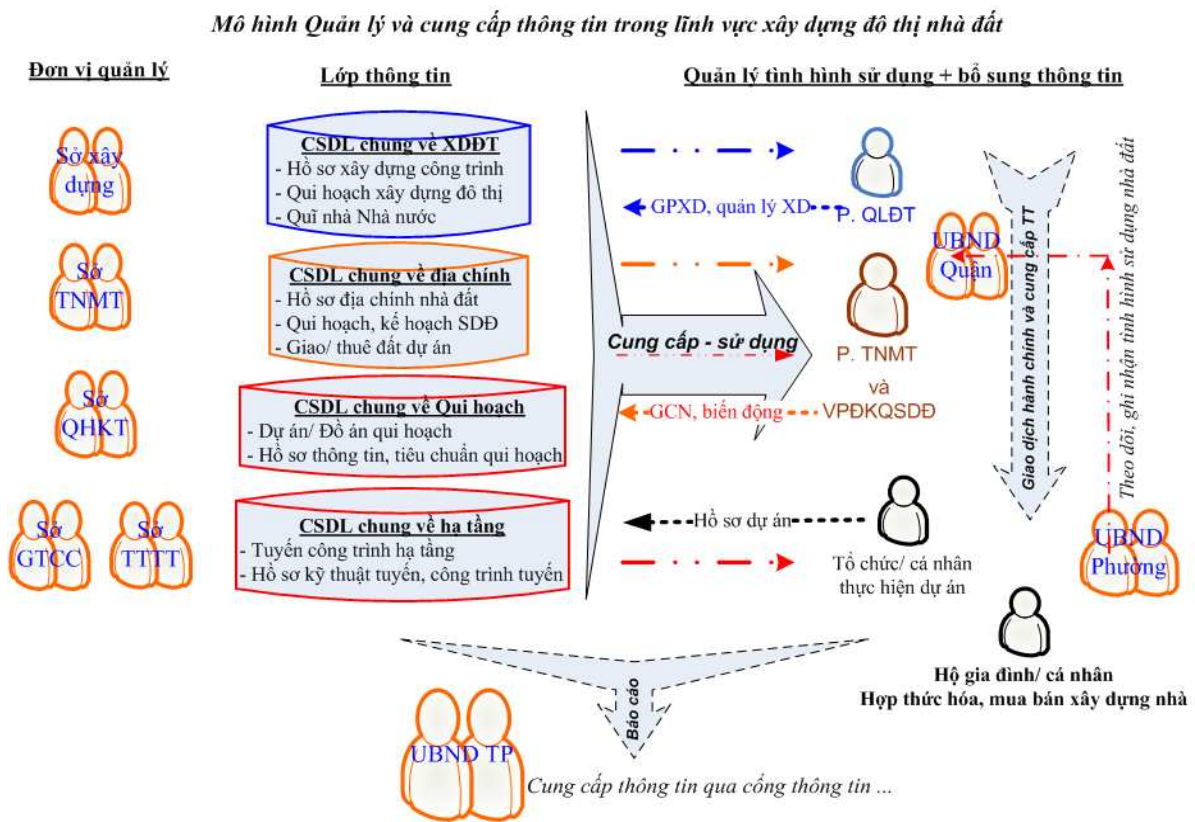 Mô hình Quản lý và cung cấp thông tin trong lĩnh vực xây dựng đô thị nhà đất
Đơn vị quản lý
Lớp thông tin
Quản lý tình hình sử dụng + bổ sung thông tin
Sở xây
dựng
CSDL chung về XDĐT
- Hồ sơ xây dựng công trình
- Qui hoạch xây dựng đô thị
- Quĩ nhà Nhà nước
GPXD, quản lý XD
P. QLĐT
Sở
TNMT
CSDL chung về địa chính
- Hồ sơ địa chính nhà đất
- Qui hoạch, kế hoạch SDĐ
- Giao/ thuê đất dự án
Cung cấp - sử dụng
P. TNMT
và
VPĐKQSDĐ
GCN, biến động
UBND
Quận
Giao dịch hành chính và cung cấp TT
Theo dõi, ghi nhận tình hình sử dụng nhà đất
Sở
QHKT
CSDL chung về Qui hoạch
- Dự án/ Đồ án qui hoạch
- Hồ sơ thông tin, tiêu chuẩn qui hoạch
Sở
GTCC
Sở
TTTT
CSDL chung về hạ tầng
- Tuyến công trình hạ tầng
- Hồ sơ kỹ thuật tuyến, công trình tuyến
Hồ sơ dự án
Tổ chức/ cá nhân
thực hiện dự án
UBND
Phường
Hộ gia đình/ cá nhân
Hợp thức hóa, mua bán xây dựng nhà
Báo cáo
UBND TP
Cung cấp thông tin qua cổng thông tin ...